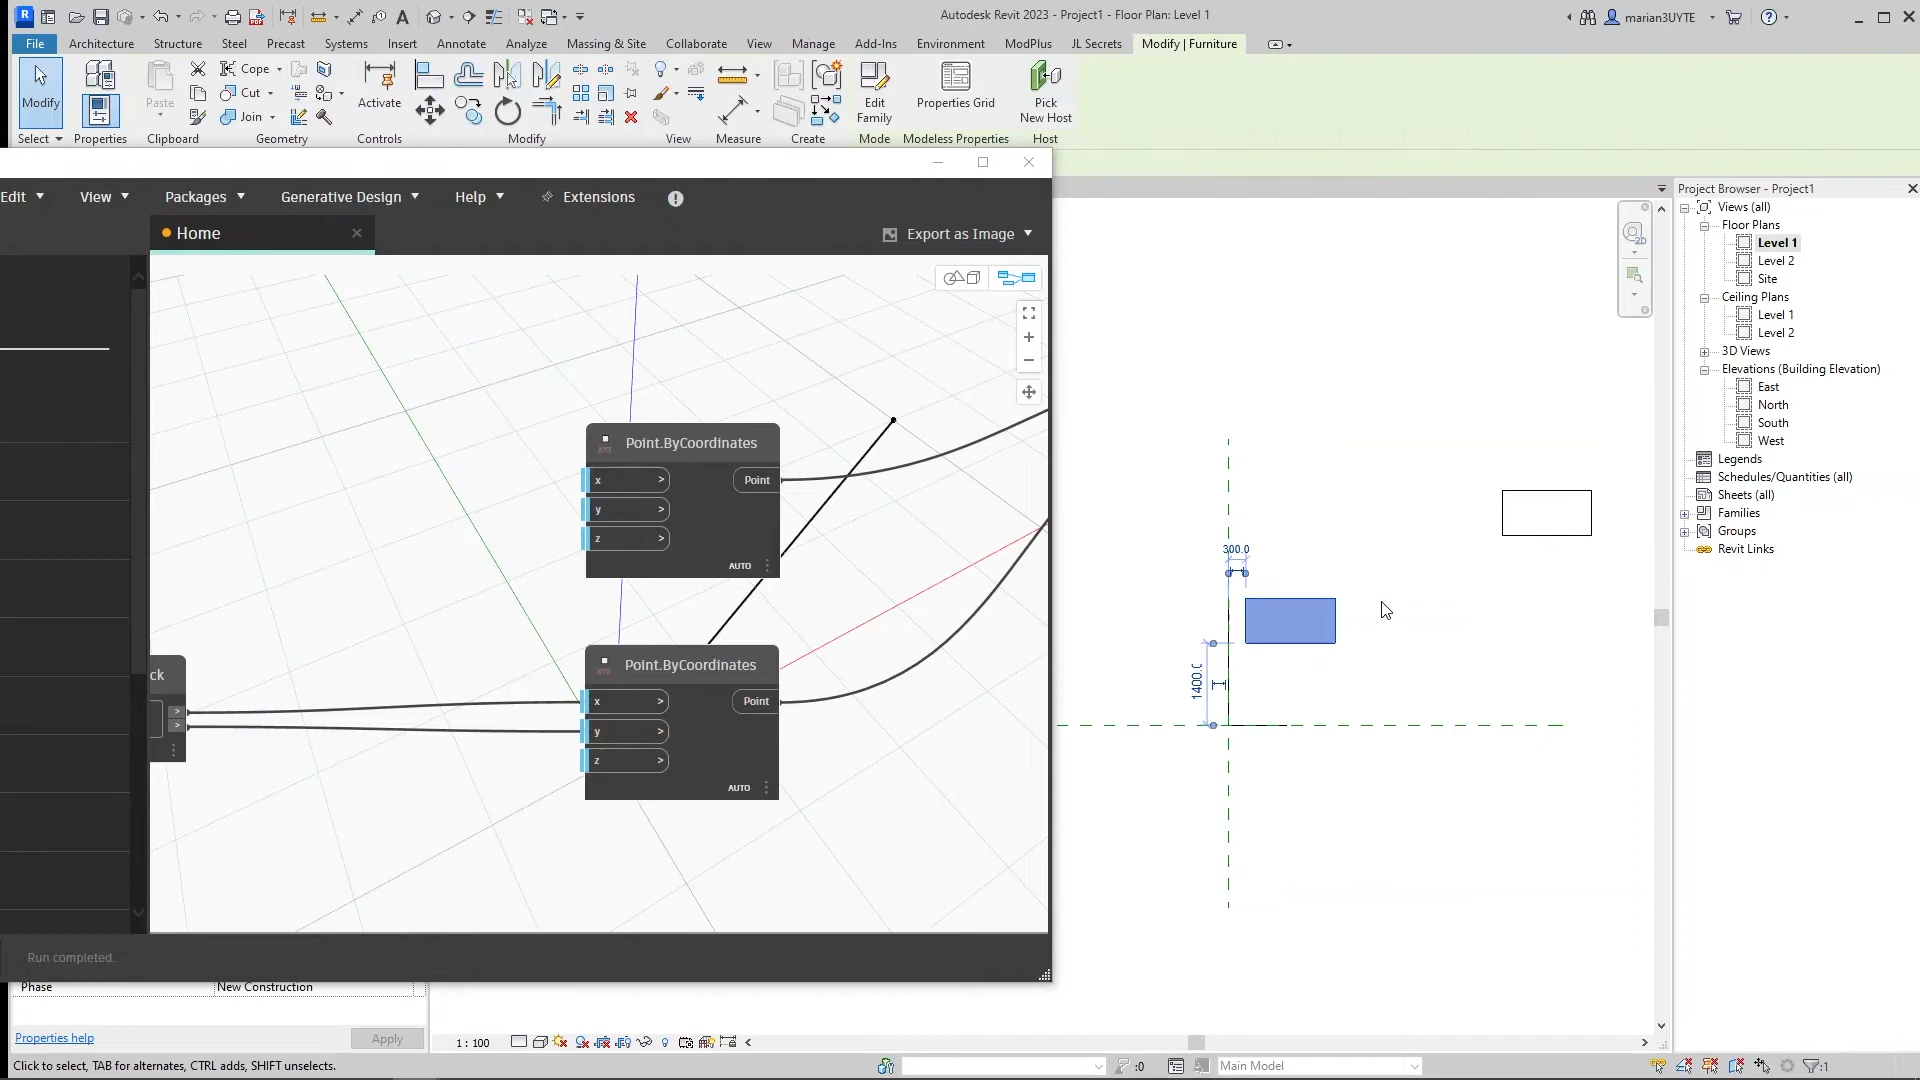 Autodesk Revit 2023 - Project1 - Floor Plan: Level 1
marian3UYTE
File Architecture Structure Steel Precast Systems Insert Annotate Analyze Massing & Site Collaborate View Manage Add-Ins Environment ModPlus JL Secrets Modify | Furniture
Modify
Paste
Cope
Cut
Join
Activate
Edit
Family
Properties Grid
Pick
New Host
Select Properties Clipboard Geometry Controls Modify View Measure Create Mode Modeless Properties Host
Edit View Packages Generative Design Help Extensions
Home
Export as Image
Point.ByCoordinates
x > Point
y >
z >
AUTO
ck
>
>
Point.ByCoordinates
x > Point
y >
z >
AUTO
Run completed.
300.0
1400.0
2D
Project Browser - Project1
Views (all)
Floor Plans
Level 1
Level 2
Site
Ceiling Plans
Level 1
Level 2
3D Views
Elevations (Building Elevation)
East
North
South
West
Legends
Schedules/Quantities (all)
Sheets (all)
Families
Groups
Revit Links
Phase New Construction
Properties help
Apply
1 : 100
Click to select, TAB for alternates, CTRL adds, SHIFT unselects.
:0
Main Model
:1